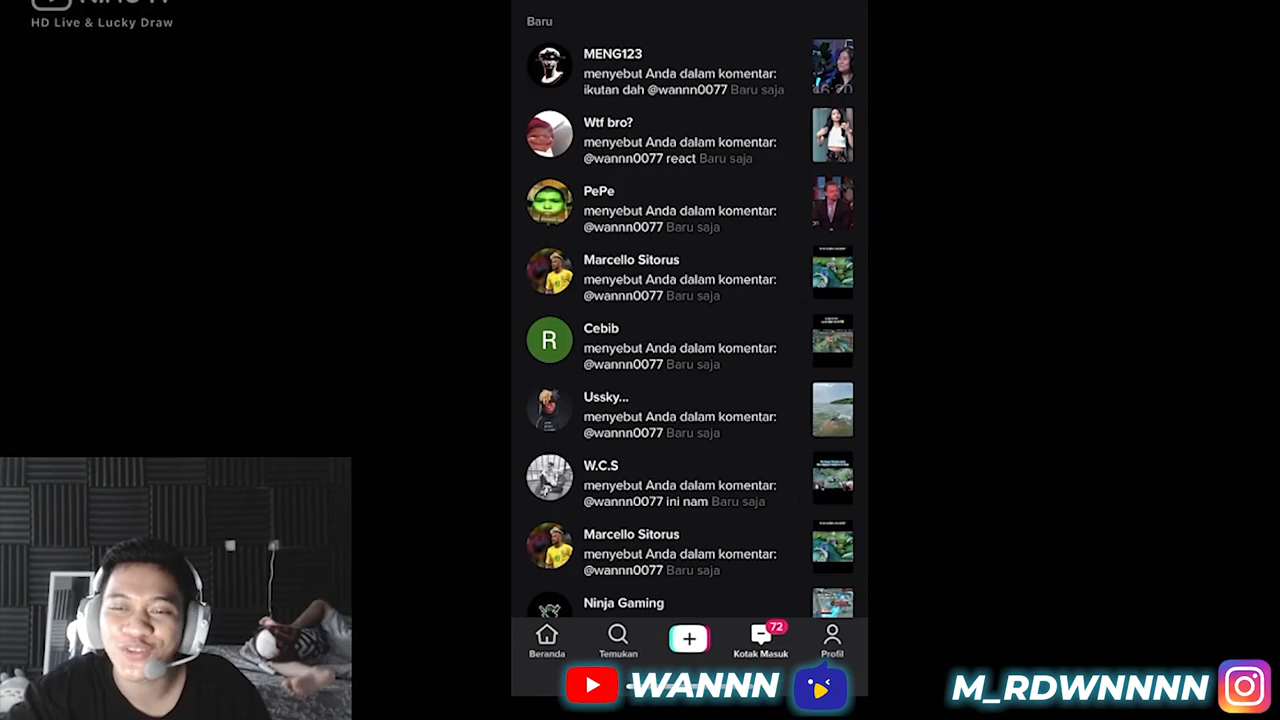 HD Live & Lucky Draw
Baru
MENG123
menyebut Anda dalam komentar:
ikutan dah @wannn0077 Baru saja
Wtf bro?
menyebut Anda dalam komentar:
@wannn0077 react Baru saja
PePe
menyebut Anda dalam komentar:
@wannn0077 Baru saja
Marcello Sitorus
menyebut Anda dalam komentar:
@wannn0077 Baru saja
R
Cebib
menyebut Anda dalam komentar:
@wannn0077 Baru saja
Ussky...
menyebut Anda dalam komentar:
@wannn0077 Baru saja
W.C.S
menyebut Anda dalam komentar:
@wannn0077 ini nam Baru saja
Marcello Sitorus
menyebut Anda dalam komentar:
@wannn0077 Baru saja
Ninja Gaming
72
Beranda
Temukan
Kotak Masuk
Profil
WANNN
M_RDWNNNN